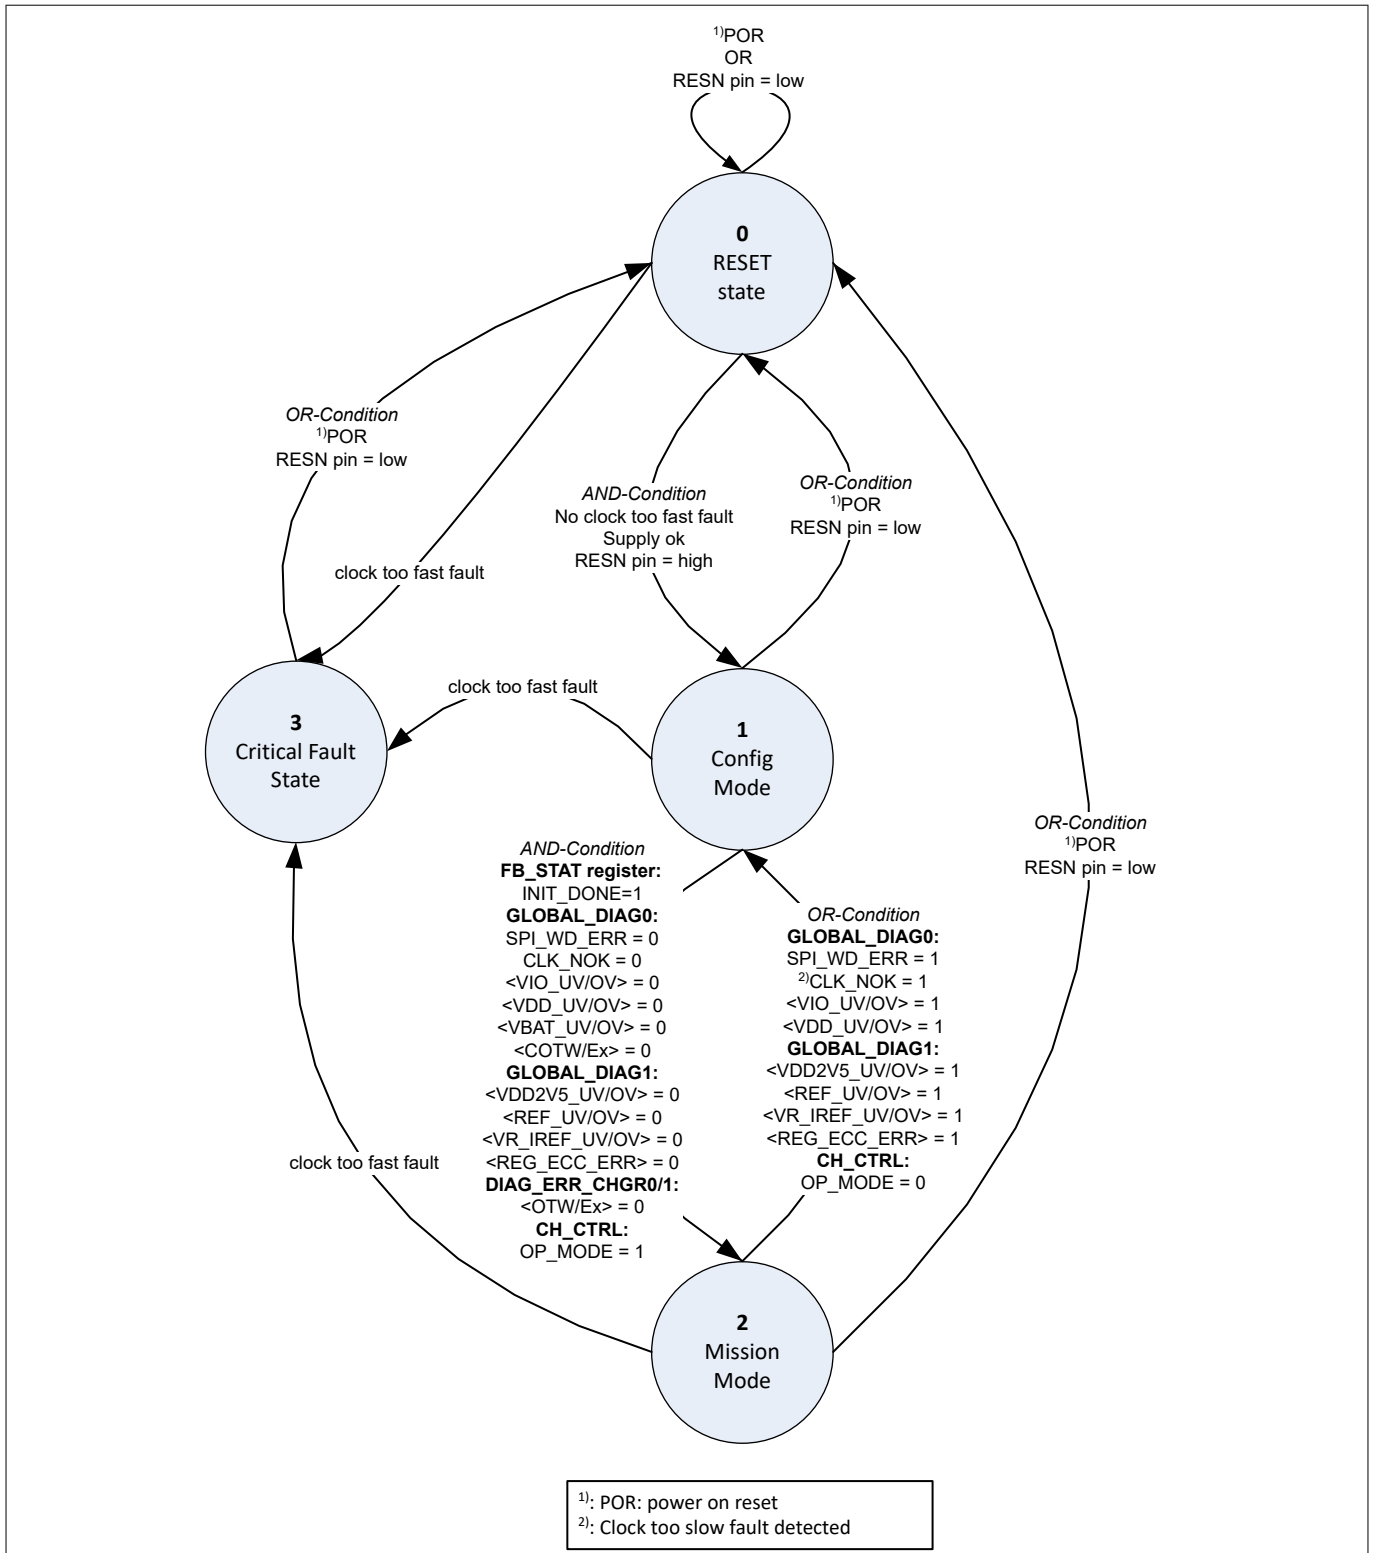 1)POR
OR
RESN pin = low
0
RESET
state
OR-Condition
1)POR
RESN pin = low
AND-Condition
No clock too fast fault
Supply ok
RESN pin = high
OR-Condition
1)POR
RESN pin = low
clock too fast fault
clock too fast fault
3
Critical Fault
State
1
Config
Mode
OR-Condition
1)POR
RESN pin = low
AND-Condition
FB_STAT register:
INIT_DONE=1
GLOBAL_DIAG0:
SPI_WD_ERR = 0
CLK_NOK = 0
<VIO_UV/OV> = 0
<VDD_UV/OV> = 0
<VBAT_UV/OV> = 0
<COTW/Ex> = 0
GLOBAL_DIAG1:
<VDD2V5_UV/OV> = 0
<REF_UV/OV> = 0
<VR_IREF_UV/OV> = 0
<REG_ECC_ERR> = 0
DIAG_ERR_CHGR0/1:
<OTW/Ex> = 0
CH_CTRL:
OP_MODE = 1
OR-Condition
GLOBAL_DIAG0:
SPI_WD_ERR = 1
2)CLK_NOK = 1
<VIO_UV/OV> = 1
<VDD_UV/OV> = 1
GLOBAL_DIAG1:
<VDD2V5_UV/OV> = 1
<REF_UV/OV> = 1
<VR_IREF_UV/OV> = 1
<REG_ECC_ERR> = 1
CH_CTRL:
OP_MODE = 0
clock too fast fault
2
Mission
Mode
1): POR: power on reset
2): Clock too slow fault detected